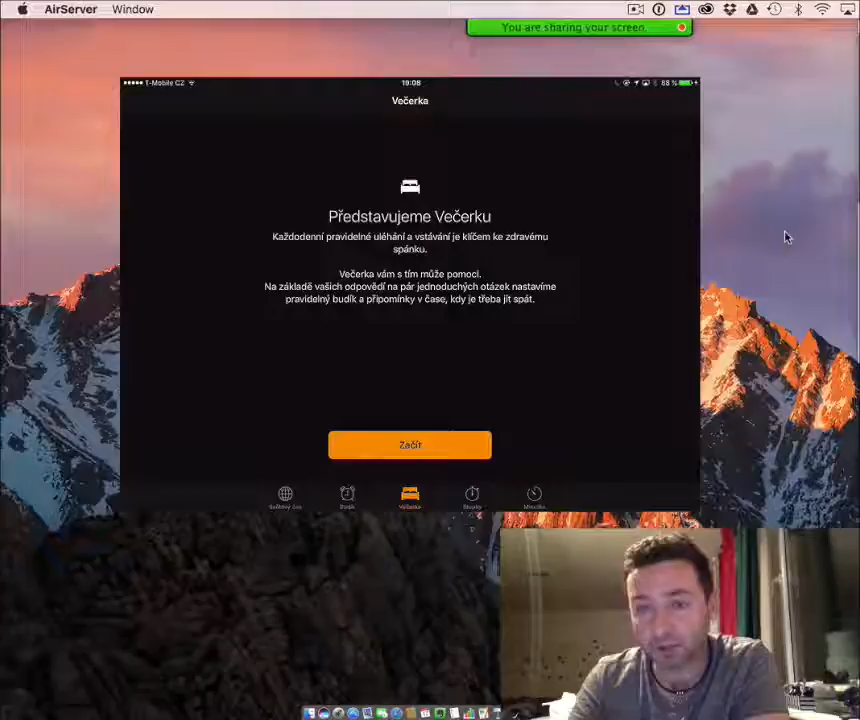 AirServer Window
You are sharing your screen.
T-Mobile CZ 19:08 88 %
Večerka
Představujeme Večerku
Každodenní pravidelné uléhání a vstávání je klíčem ke zdravému
spánku.
Večerka vám s tím může pomoci.
Na základě vašich odpovědí na pár jednoduchých otázek nastavíme
pravidelný budík a připomínky v čase, kdy je třeba jít spát.
Začít
Světový čas Budík Večerka Stopky Minutka